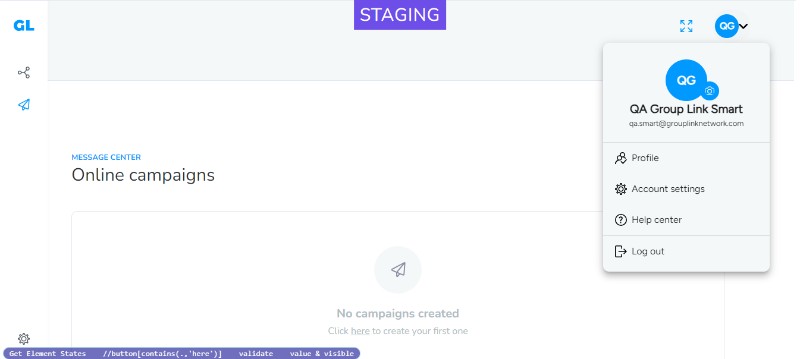 GL
STAGING
QG
QG
QA Group Link Smart
qa.smart@grouplinknetwork.com
Profile
Account settings
Help center
Log out
MESSAGE CENTER
Online campaigns
No campaigns created
Click here to create your first one
Get Element States //button[contains(.,'here')] validate value & visible